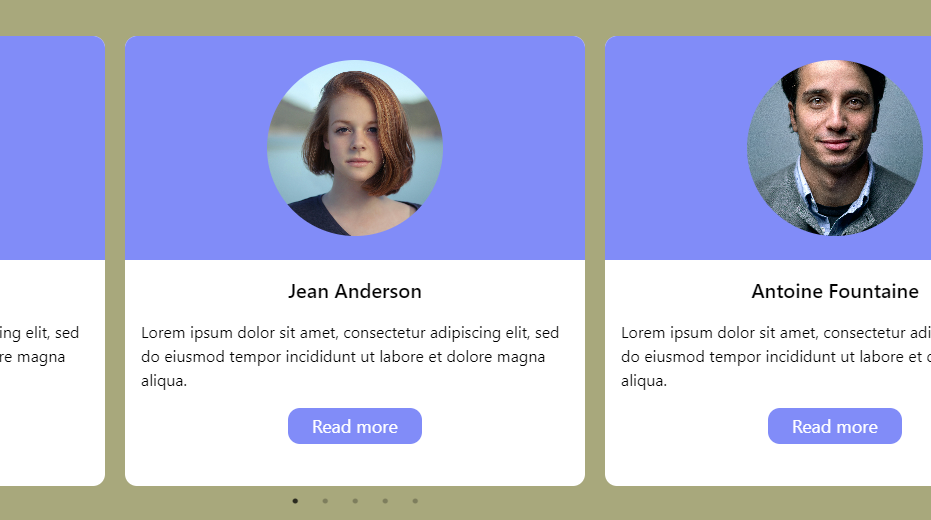 ing elit, sed
re magna
Jean Anderson
Lorem ipsum dolor sit amet, consectetur adipiscing elit, sed
do eiusmod tempor incididunt ut labore et dolore magna
aliqua.
Read more
Antoine Fountaine
Lorem ipsum dolor sit amet, consectetur adi
do eiusmod tempor incididunt ut labore et d
aliqua.
Read more